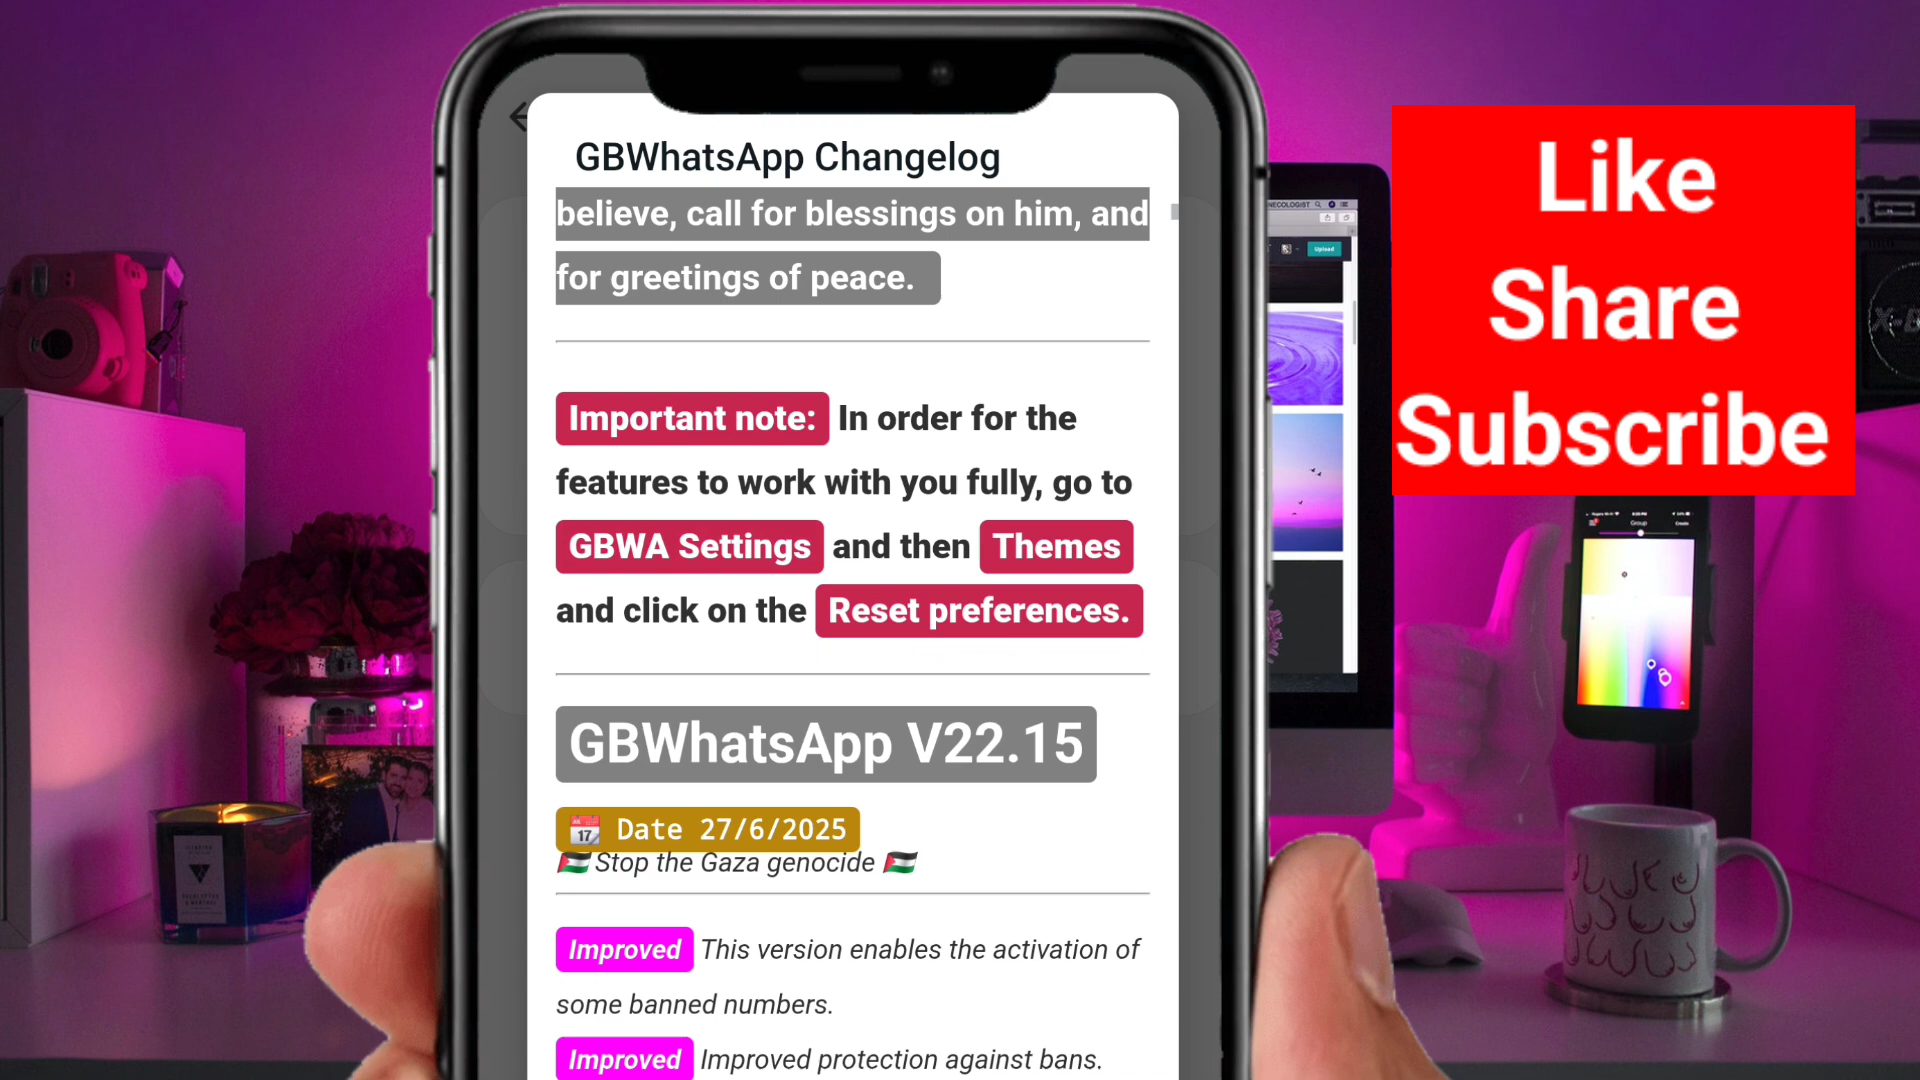 GBWhatsApp Changelog
believe, call for blessings on him, and
for greetings of peace.
Important note: In order for the
features to work with you fully, go to
GBWA Settings and then Themes
and click on the Reset preferences.
GBWhatsApp V22.15
17 Date 27/6/2025
🇵🇸Stop the Gaza genocide 🇵🇸
Improved This version enables the activation of
some banned numbers.
Improved Improved protection against bans.
Like
Share
Subscribe
Upload
Group